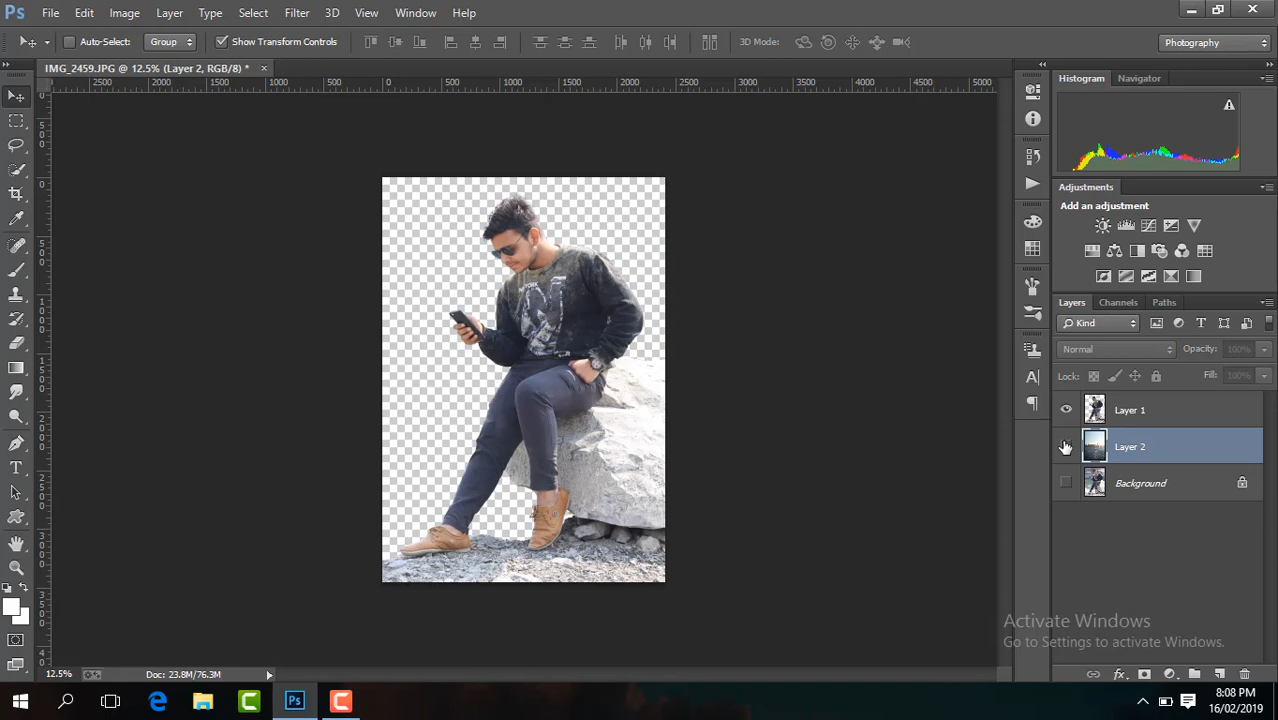 Ps File Edit Image Layer Type Select Filter 3D View Window Help
Auto-Select: Group Show Transform Controls 3D Mode: Photography
IMG_2459.JPG @ 12.5% (Layer 2, RGB/8) * ×
Histogram Navigator
2500 2000 1500 1000 500 0 500 1000 1500 2000 2500 3000 3500 4000 4500 5000
Adjustments
Add an adjustment
Layers Channels Paths
Kind
Normal Opacity: 100%
Lock: Fill: 100%
Layer 1
Layer 2
Background
Activate Windows
Go to Settings to activate Windows.
12.5% Doc: 23.8M/76.3M
8:08 PM
16/02/2019